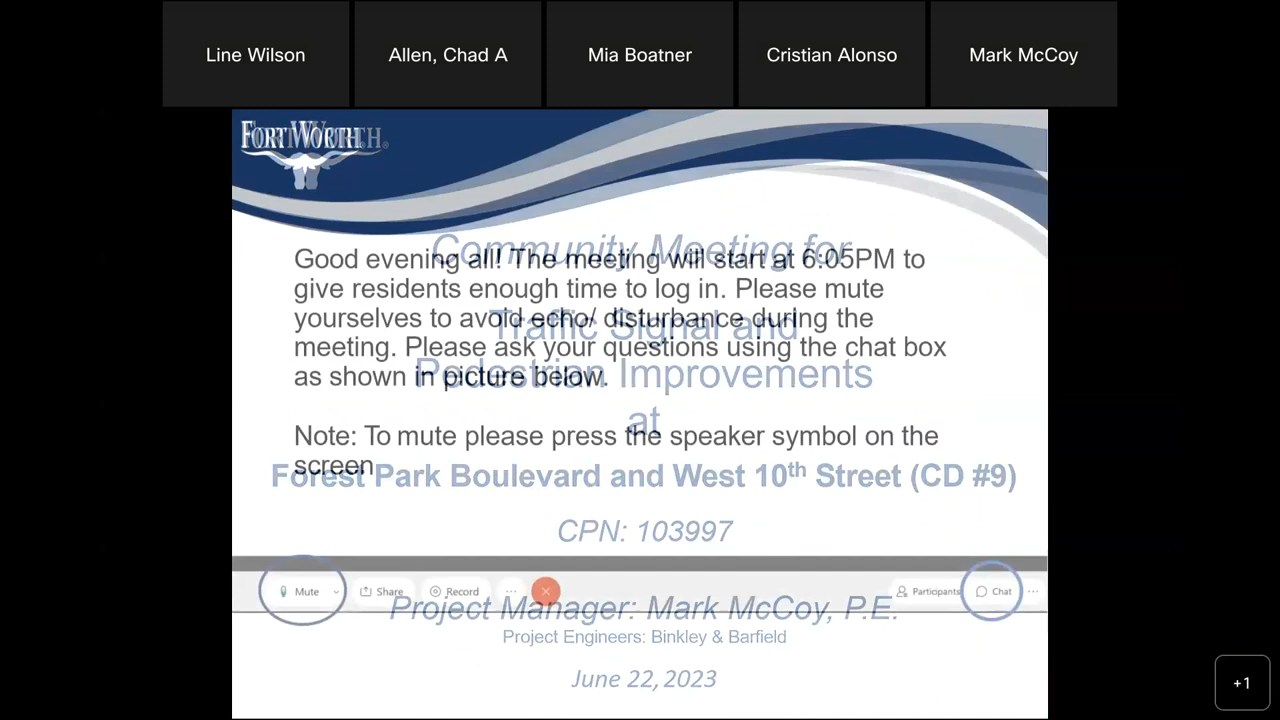 Line Wilson
Allen, Chad A
Mia Boatner
Cristian Alonso
Mark McCoy
FORT WORTH®
Good evening all! The meeting will start at 6:05PM to
give residents enough time to log in. Please mute
yourselves to avoid echo/ disturbance during the
meeting. Please ask your questions using the chat box
as shown in picture below.
Note: To mute please press the speaker symbol on the
screen
Community Meeting for
Traffic Signal and
Pedestrian Improvements
at
Forest Park Boulevard and West 10th Street (CD #9)
CPN: 103997
Mute
Share
Record
Participants
Chat
Project Manager: Mark McCoy, P.E.
Project Engineers: Binkley & Barfield
June 22, 2023
+1